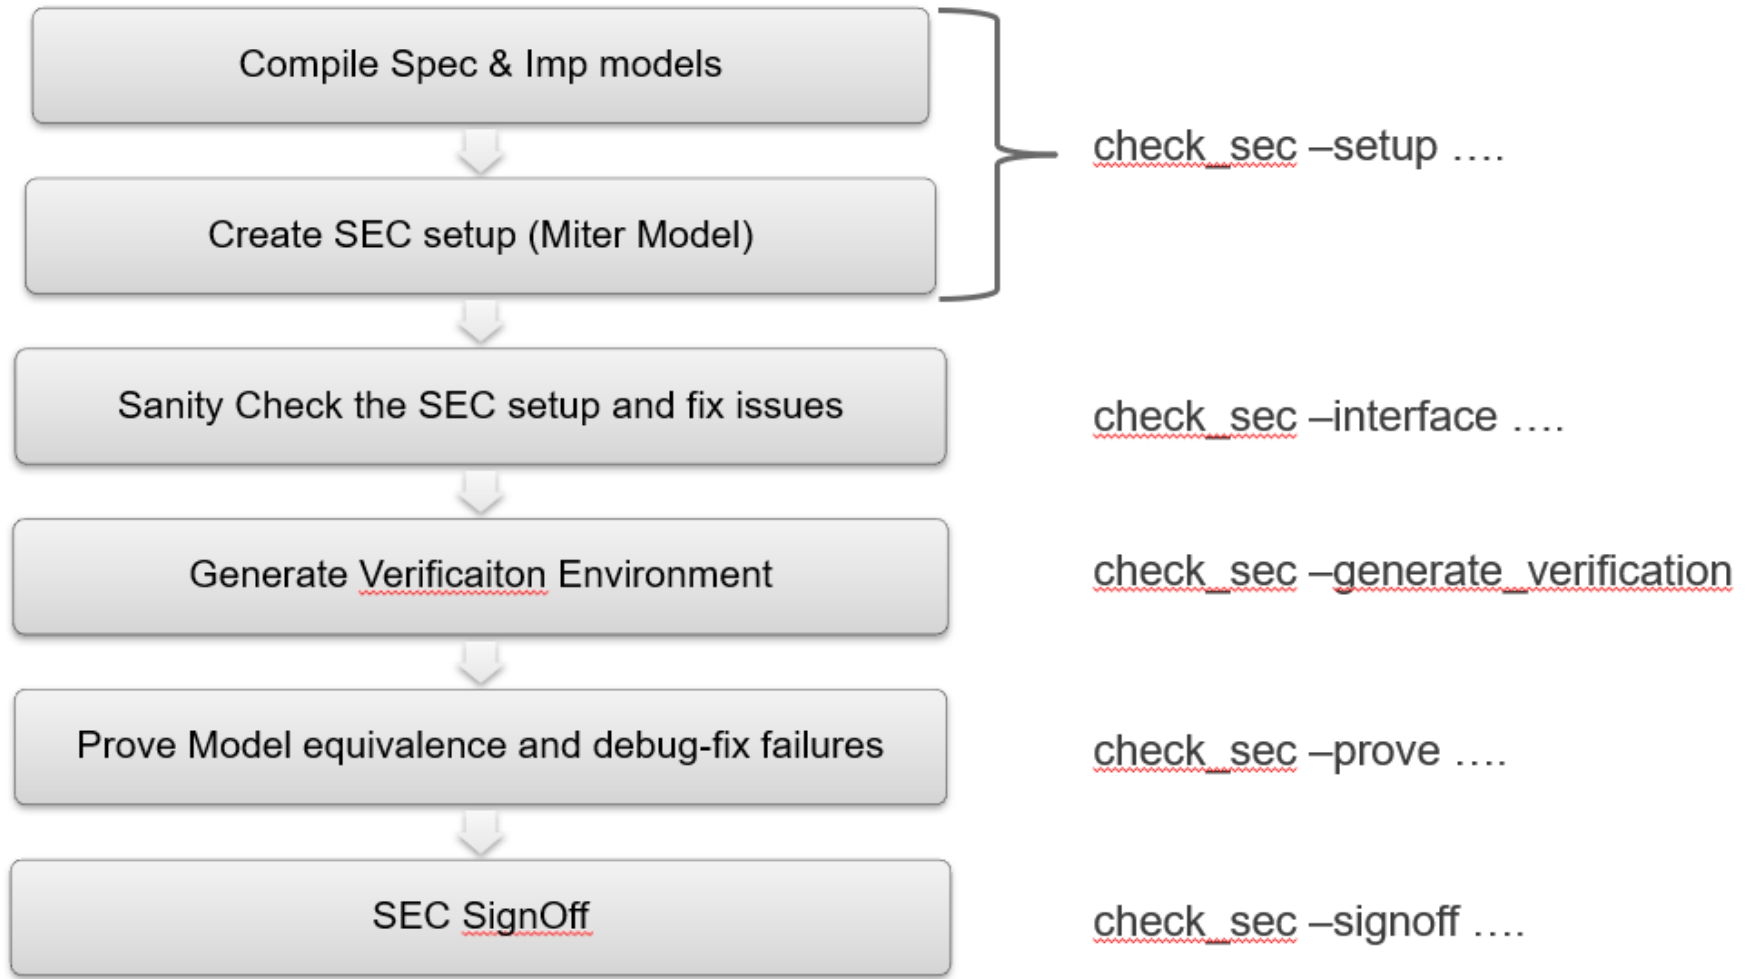 Compile Spec & Imp models
check_sec –setup ....
Create SEC setup (Miter Model)
Sanity Check the SEC setup and fix issues
check_sec –interface ....
Generate Verificaiton Environment
check_sec –generate_verification
Prove Model equivalence and debug-fix failures
check_sec –prove ....
SEC SignOff
check_sec –signoff ....